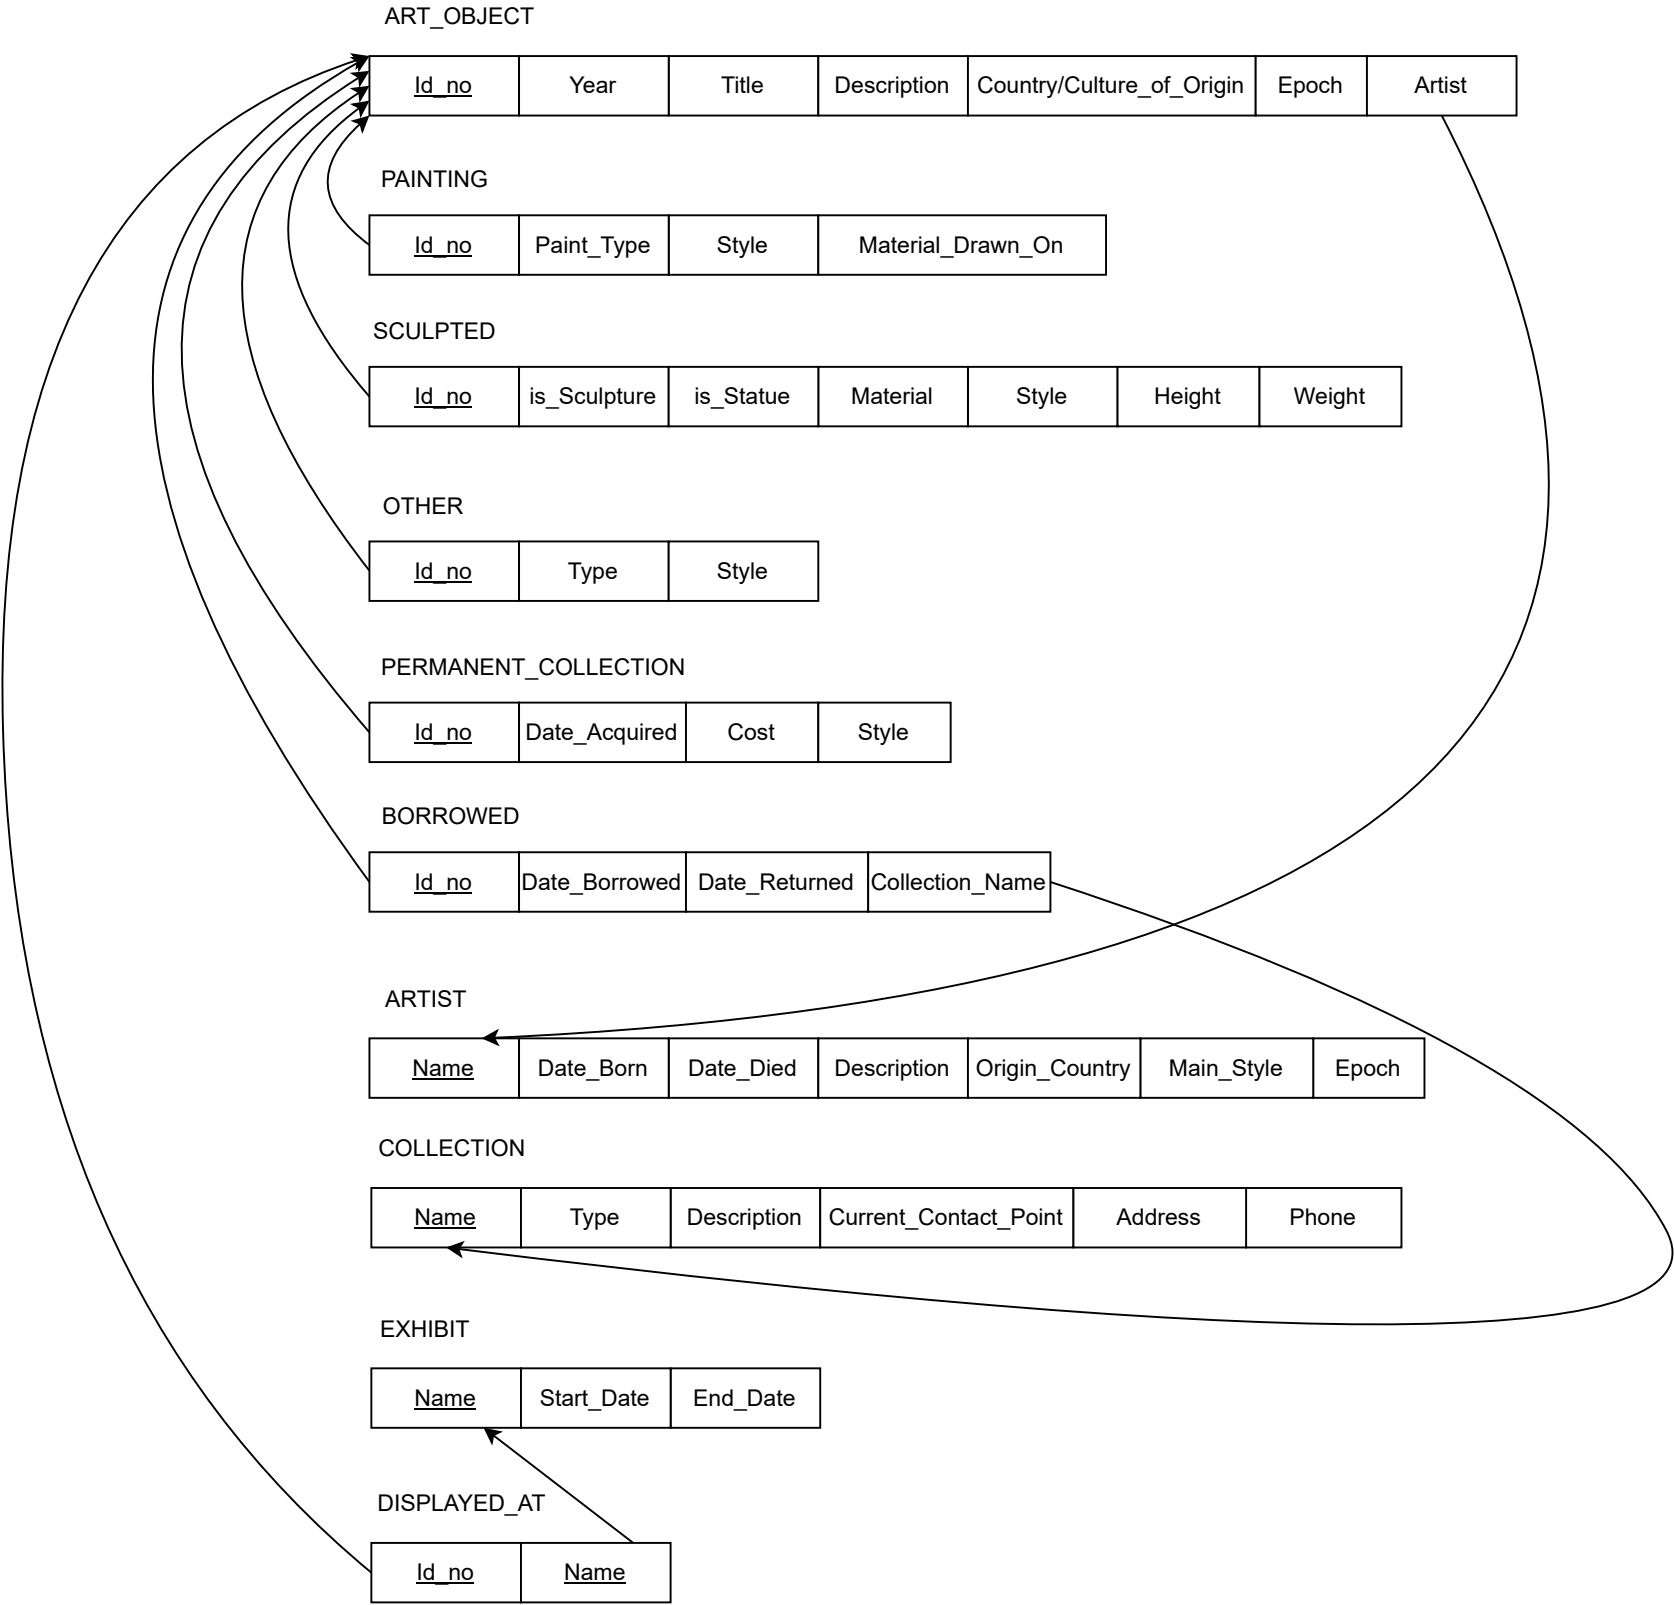 ART_OBJECT
Id_no Year Title Description Country/Culture_of_Origin Epoch Artist
PAINTING
Id_no Paint_Type Style Material_Drawn_On
SCULPTED
Id_no is_Sculpture is_Statue Material Style Height Weight
OTHER
Id_no Type Style
PERMANENT_COLLECTION
Id_no Date_Acquired Cost Style
BORROWED
Id_no Date_Borrowed Date_Returned Collection_Name
ARTIST
Name Date_Born Date_Died Description Origin_Country Main_Style Epoch
COLLECTION
Name Type Description Current_Contact_Point Address Phone
EXHIBIT
Name Start_Date End_Date
DISPLAYED_AT
Id_no Name